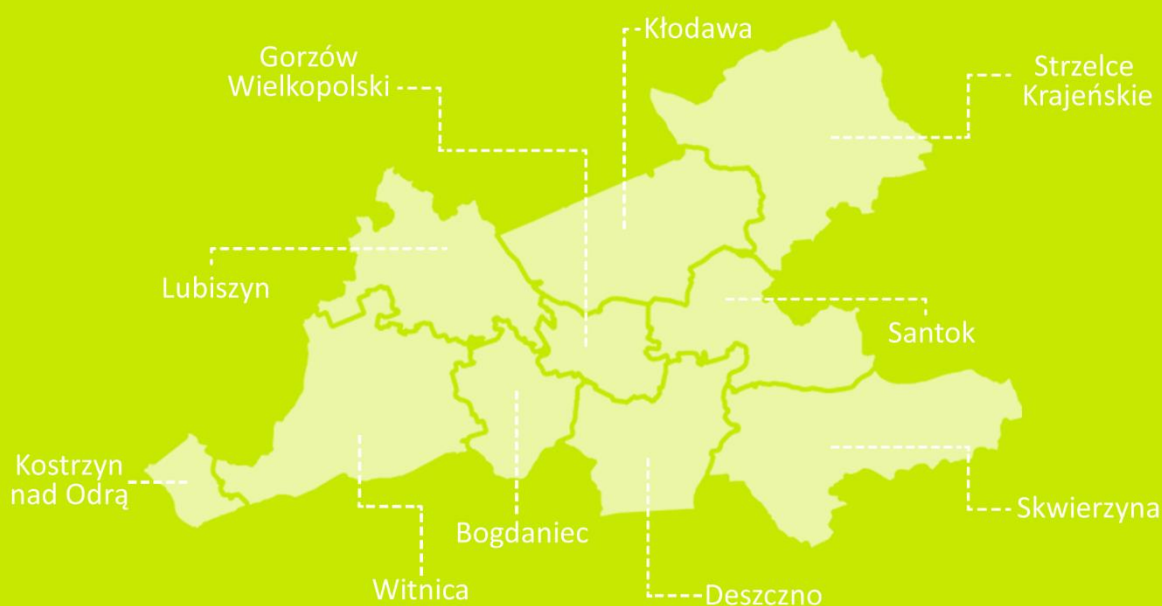 Kłodawa
Gorzów
Wielkopolski
Strzelce
Krajeńskie
Lubiszyn
Santok
Kostrzyn
nad Odrą
Skwierzyna
Bogdaniec
Witnica
Deszczno